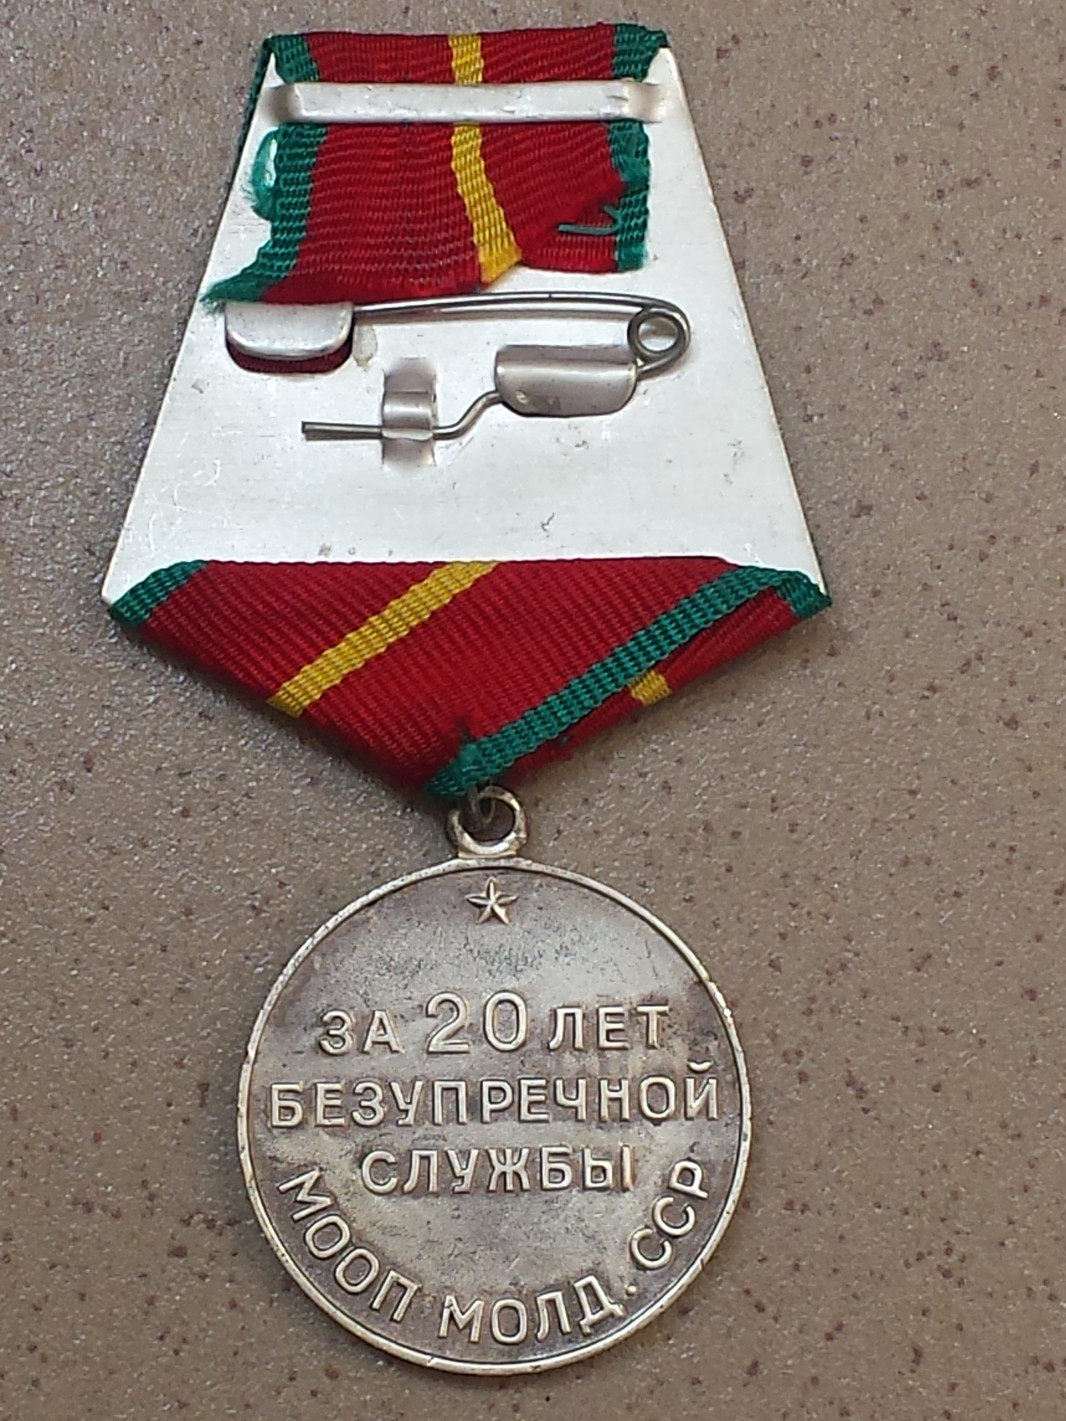 ЗА 20 ЛЕТ
БЕЗУПРЕЧНОЙ
СЛУЖБЫ
МООП МОЛД. ССР